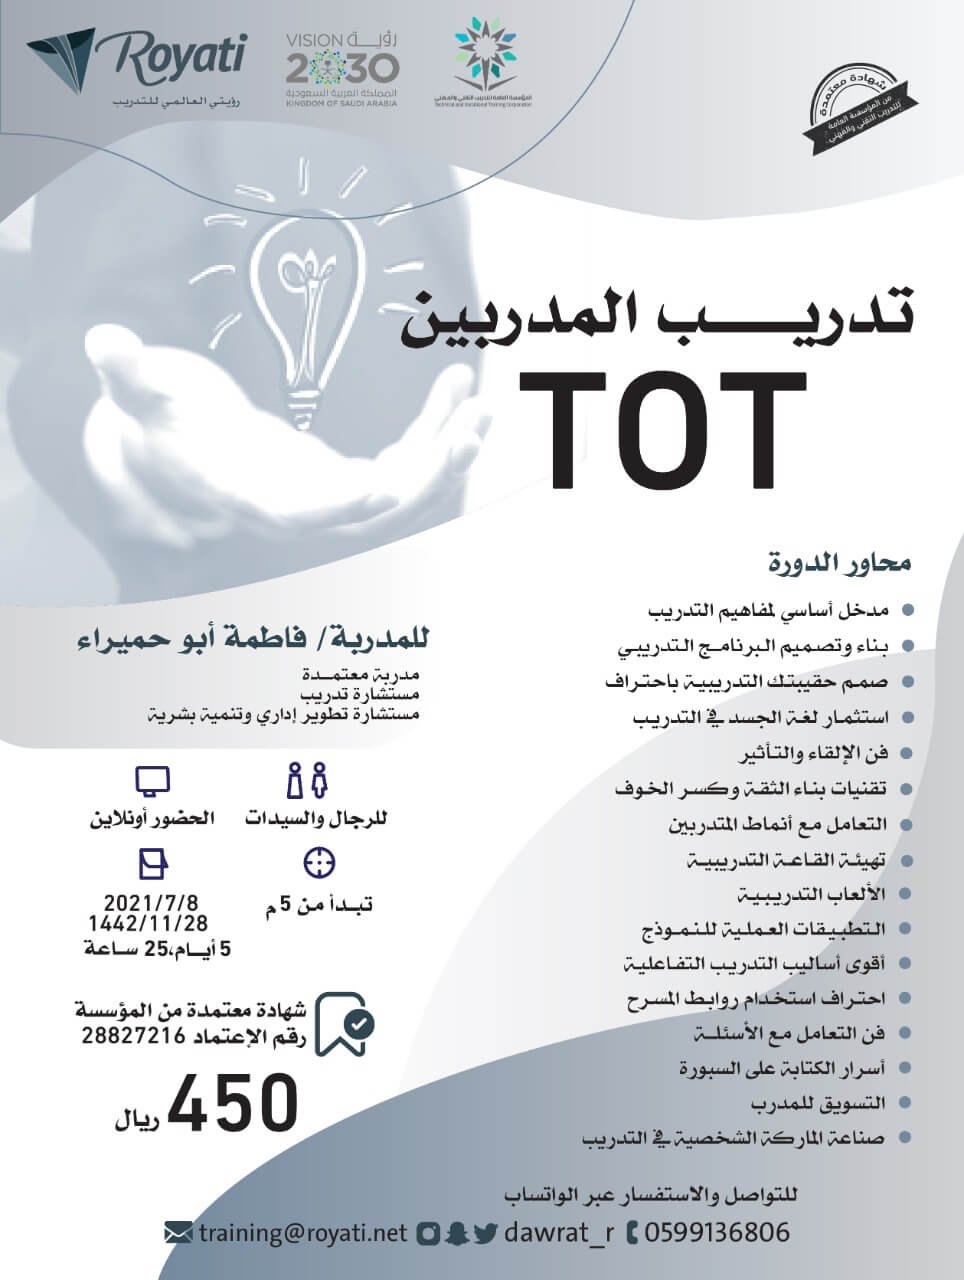 Royati
رؤيتي العالمي للتدريب
VISION رؤيــة
2030
المملكة العربية السعودية
KINGDOM OF SAUDI ARABIA
المؤسسة العامة للتدريب التقني والمهني
Technical and Vocational Training Corporation
شهادة معتمدة
من المؤسسة العامة
للتدريب التقني والمهني
تدريـــب المدربين
TOT
محاور الدورة
مدخل أساسي لمفاهيم التدريب
بناء وتصميم البرنامج التدريبي
صمم حقيبتك التدريبية باحتراف
استثمار لغة الجسد في التدريب
فن الإلقاء والتأثير
تقنيات بناء الثقة وكسر الخوف
التعامل مع أنماط المتدربين
تهيئة القاعة التدريبية
الألعاب التدريبية
التطبيقات العملية للنموذج
أقوى أساليب التدريب التفاعلية
احتراف استخدام روابط المسرح
فن التعامل مع الأسئلة
أسرار الكتابة على السبورة
التسويق للمدرب
صناعة الماركة الشخصية في التدريب
للمدربة/ فاطمة أبو حميراء
مدربة معتمدة
مستشارة تدريب
مستشارة تطوير إداري وتنمية بشرية
للرجال والسيدات
الحضور أونلاين
تبدأ من 5 م
2021/7/8
1442/11/28
5 أيام،25 ساعة
شهادة معتمدة من المؤسسة
رقم الإعتماد 28827216
450 ريال
للتواصل والاستفسار عبر الواتساب
training@royati.net dawrat_r 0599136806